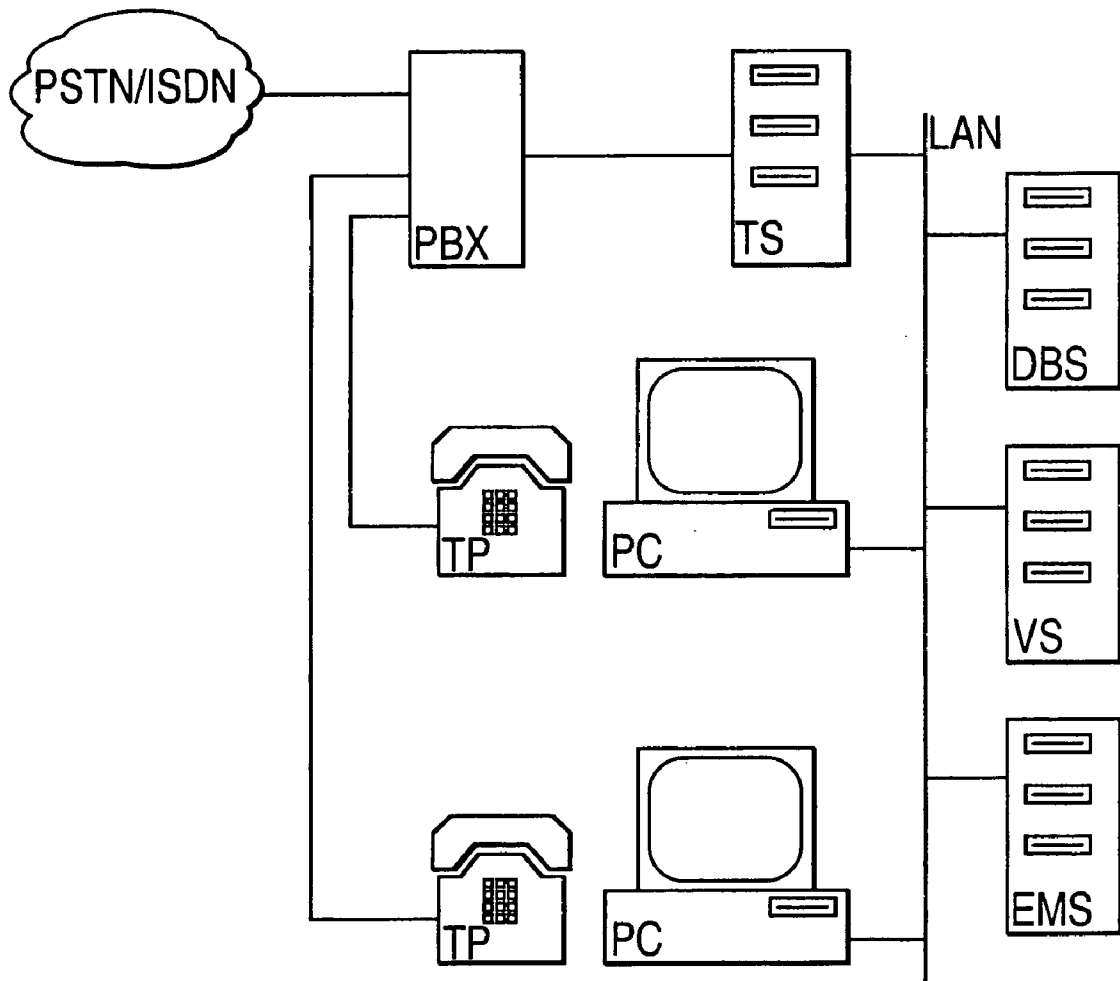 PSTN/ISDN
PBX
TS
LAN
DBS
TP
PC
VS
TP
PC
EMS